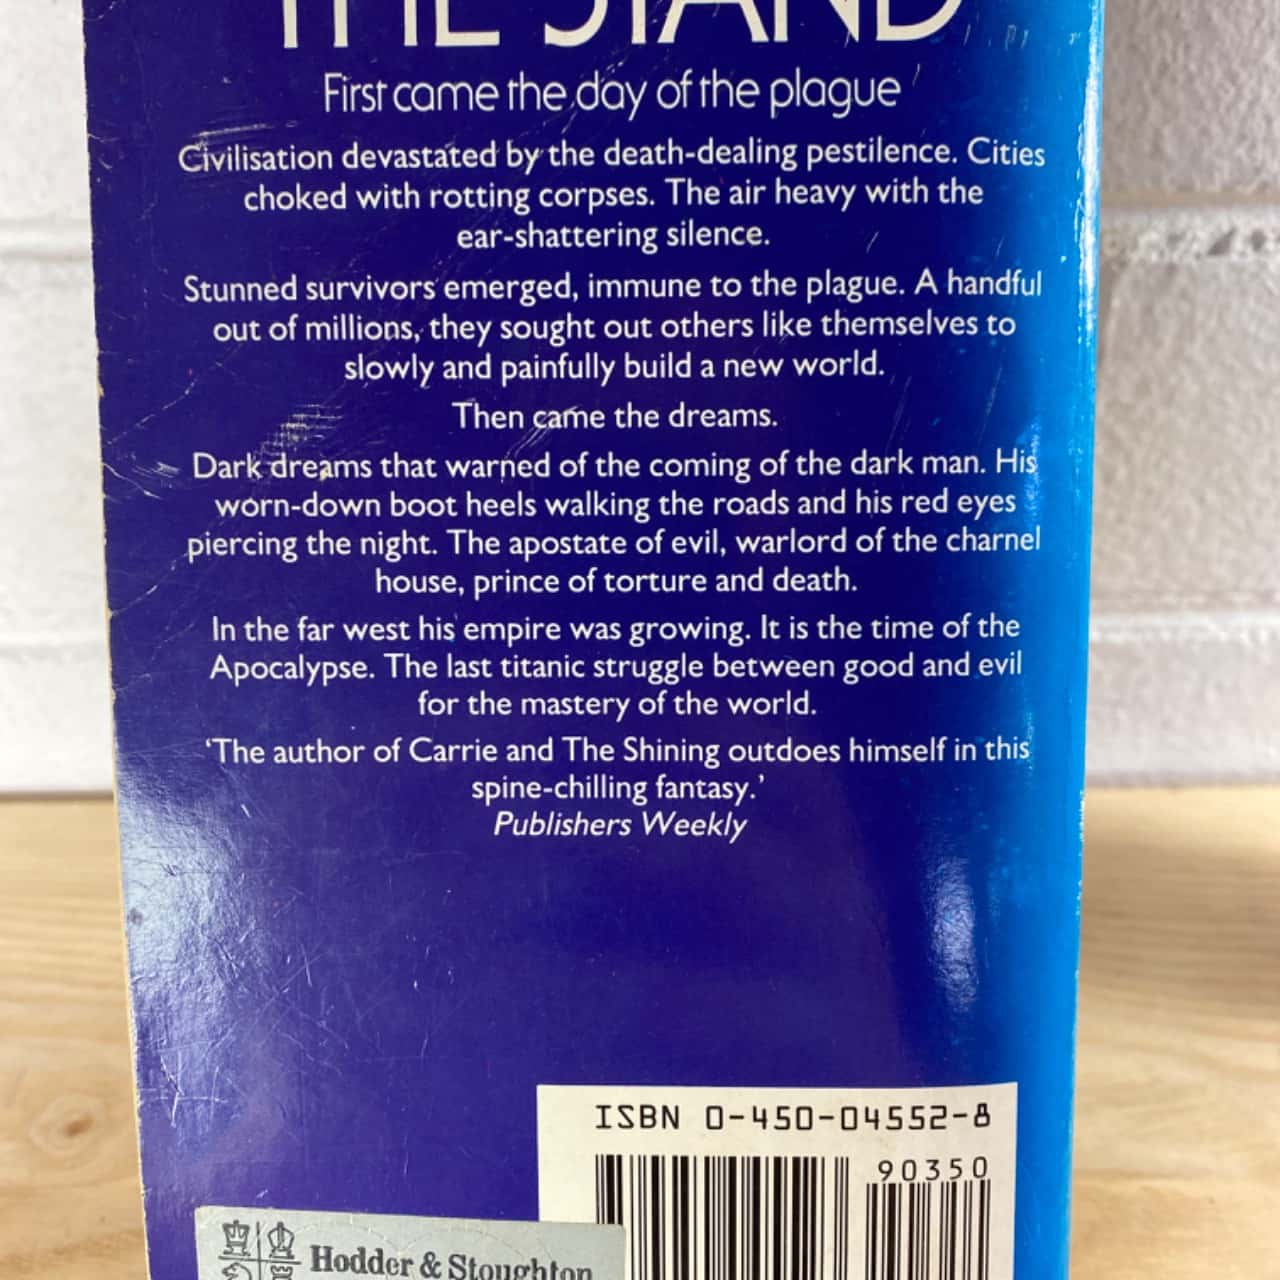 THE STAND
First came the day of the plague
Civilisation devastated by the death-dealing pestilence. Cities
choked with rotting corpses. The air heavy with the
ear-shattering silence.
Stunned survivors emerged, immune to the plague. A handful
out of millions, they sought out others like themselves to
slowly and painfully build a new world.
Then came the dreams.
Dark dreams that warned of the coming of the dark man. His
worn-down boot heels walking the roads and his red eyes
piercing the night. The apostate of evil, warlord of the charnel
house, prince of torture and death.
In the far west his empire was growing. It is the time of the
Apocalypse. The last titanic struggle between good and evil
for the mastery of the world.
‘The author of Carrie and The Shining outdoes himself in this
spine-chilling fantasy.’
Publishers Weekly
ISBN 0-450-04552-8
90350
Hodder & Stoughton